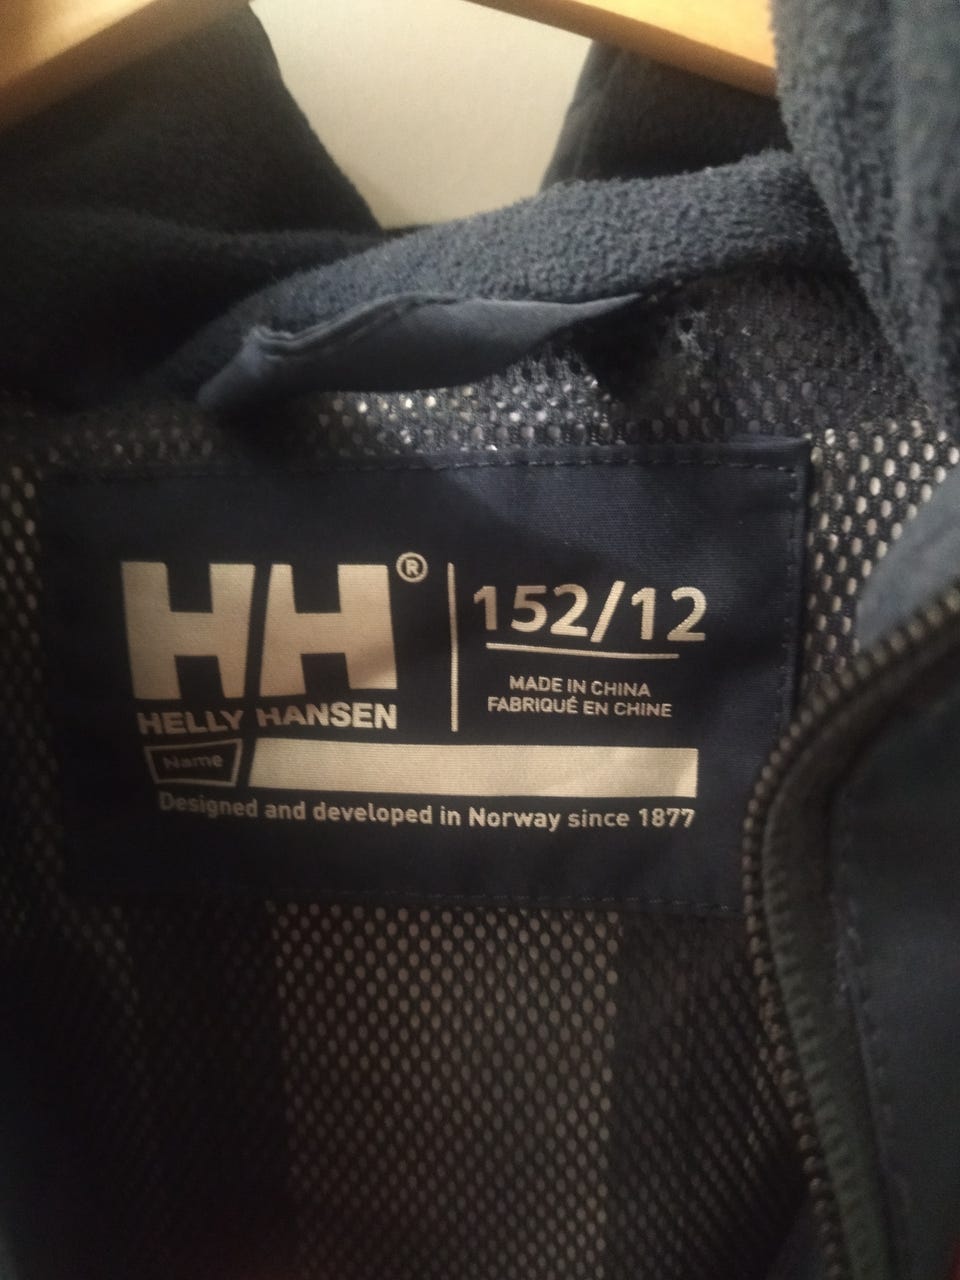 HH®
HELLY HANSEN
152/12
MADE IN CHINA
FABRIQUÉ EN CHINE
Name
Designed and developed in Norway since 1877